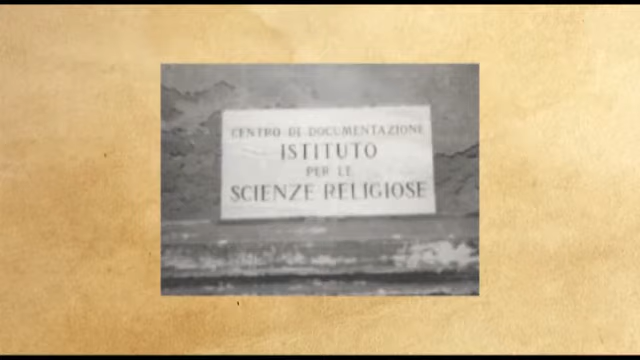 CENTRO DI DOCUMENTAZIONE
ISTITUTO
PER LE
SCIENZE RELIGIOSE